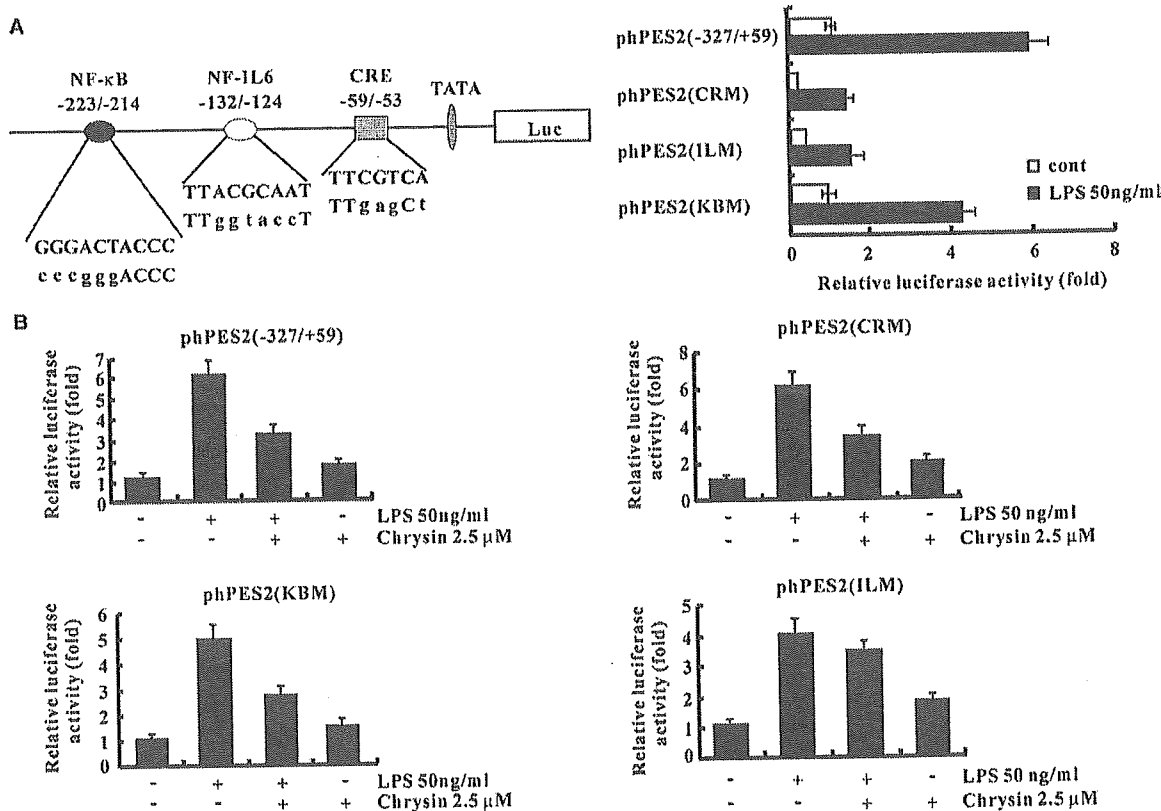 A
NF-κB
-223/-214
NF-IL6
-132/-124
CRE
-59/-53
TATA
Luc
TTACGCAAT
TTggtaccT
TTCGTCA
TTgagCt
GGGACTACCC
cccgggACCC
phPES2(-327/+59)
phPES2(CRM)
phPES2(ILM)
phPES2(KBM)
cont
LPS 50ng/ml
0 2 4 6 8
Relative luciferase activity (fold)
B
phPES2(-327/+59)
Relative luciferase
activity (fold)
7
6
5
4
3
2
1
0
- + + - LPS 50ng/ml
- - + + Chrysin 2.5 μM
phPES2(CRM)
Relative luciferase
activity (fold)
8
6
4
2
0
- + + - LPS 50 ng/ml
- - + + Chrysin 2.5 μM
phPES2(KBM)
Relative luciferase
activity (fold)
6
5
4
3
2
1
0
- + + - LPS 50ng/ml
- - + + Chrysin 2.5 μM
phPES2(ILM)
Relative luciferase
activity (fold)
5
4
3
2
1
0
- + + - LPS 50 ng/ml
- - + + Chrysin 2.5 μM